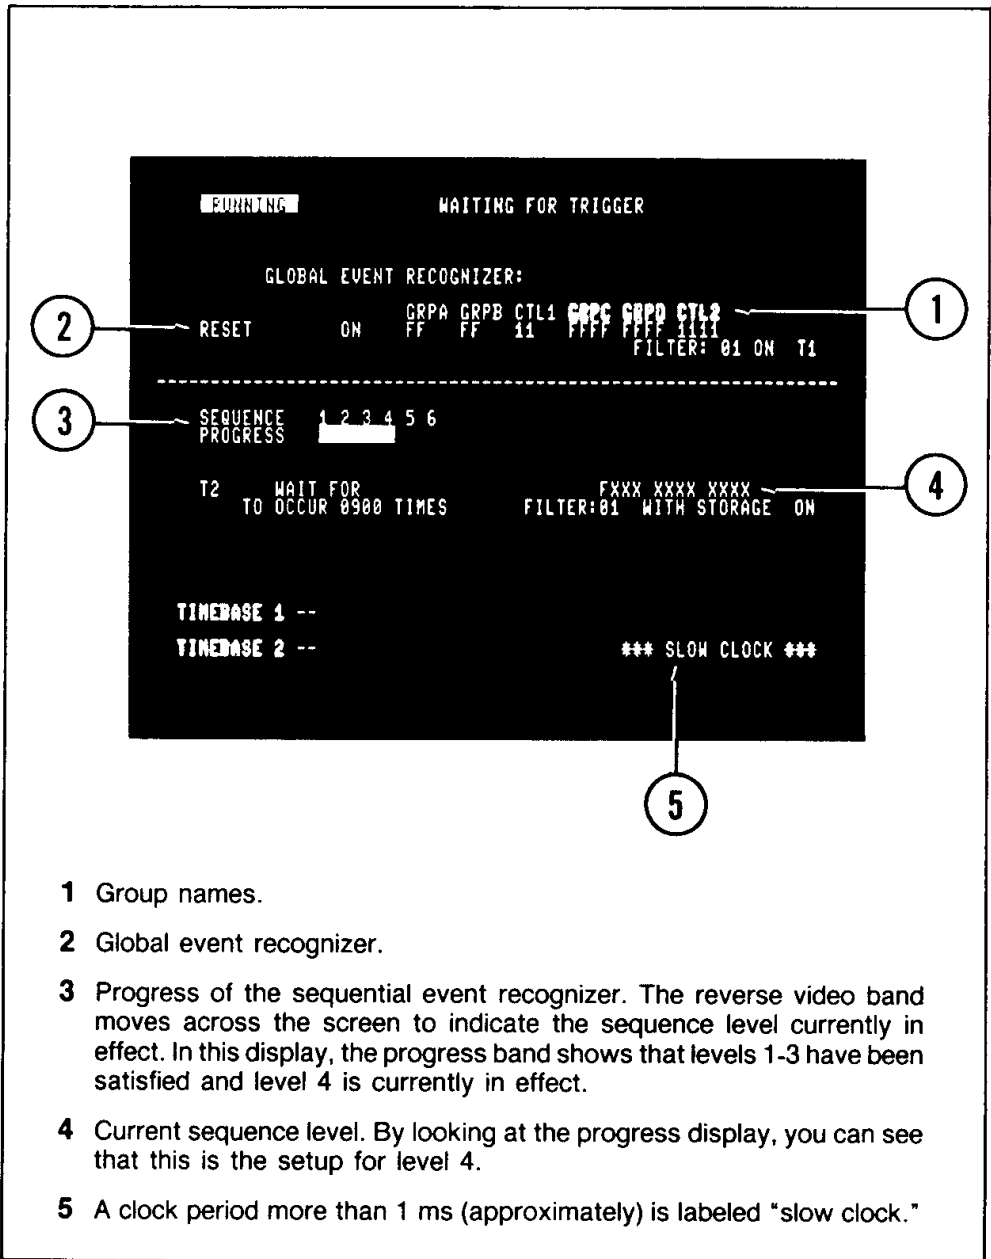 RUNNING WAITING FOR TRIGGER
GLOBAL EVENT RECOGNIZER:
GRPA GRPB CTL1 GRPC GRPD CTL2
RESET ON FF FF 11 FFFF FFFF 1111
FILTER: 01 ON T1
SEQUENCE 1 2 3 4 5 6
PROGRESS
T2 WAIT FOR FXXX XXXX XXXX
TO OCCUR 0900 TIMES FILTER:01 WITH STORAGE ON
TIMEBASE 1 --
TIMEBASE 2 -- *** SLOW CLOCK ***
1
2
3
4
5
1 Group names.
2 Global event recognizer.
3 Progress of the sequential event recognizer. The reverse video band
moves across the screen to indicate the sequence level currently in
effect. In this display, the progress band shows that levels 1-3 have been
satisfied and level 4 is currently in effect.
4 Current sequence level. By looking at the progress display, you can see
that this is the setup for level 4.
5 A clock period more than 1 ms (approximately) is labeled "slow clock."